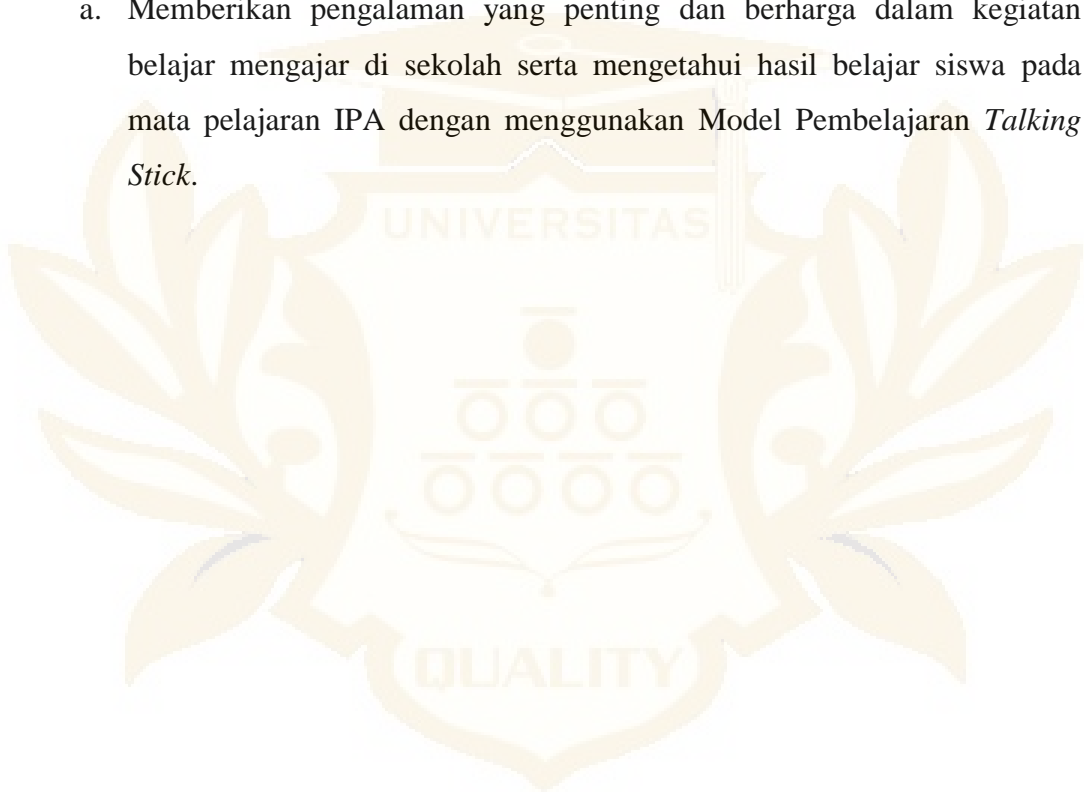 a. Memberikan pengalaman yang penting dan berharga dalam kegiatan
belajar mengajar di sekolah serta mengetahui hasil belajar siswa pada
mata pelajaran IPA dengan menggunakan Model Pembelajaran Talking
Stick.
UNIVERSITAS
QUALITY